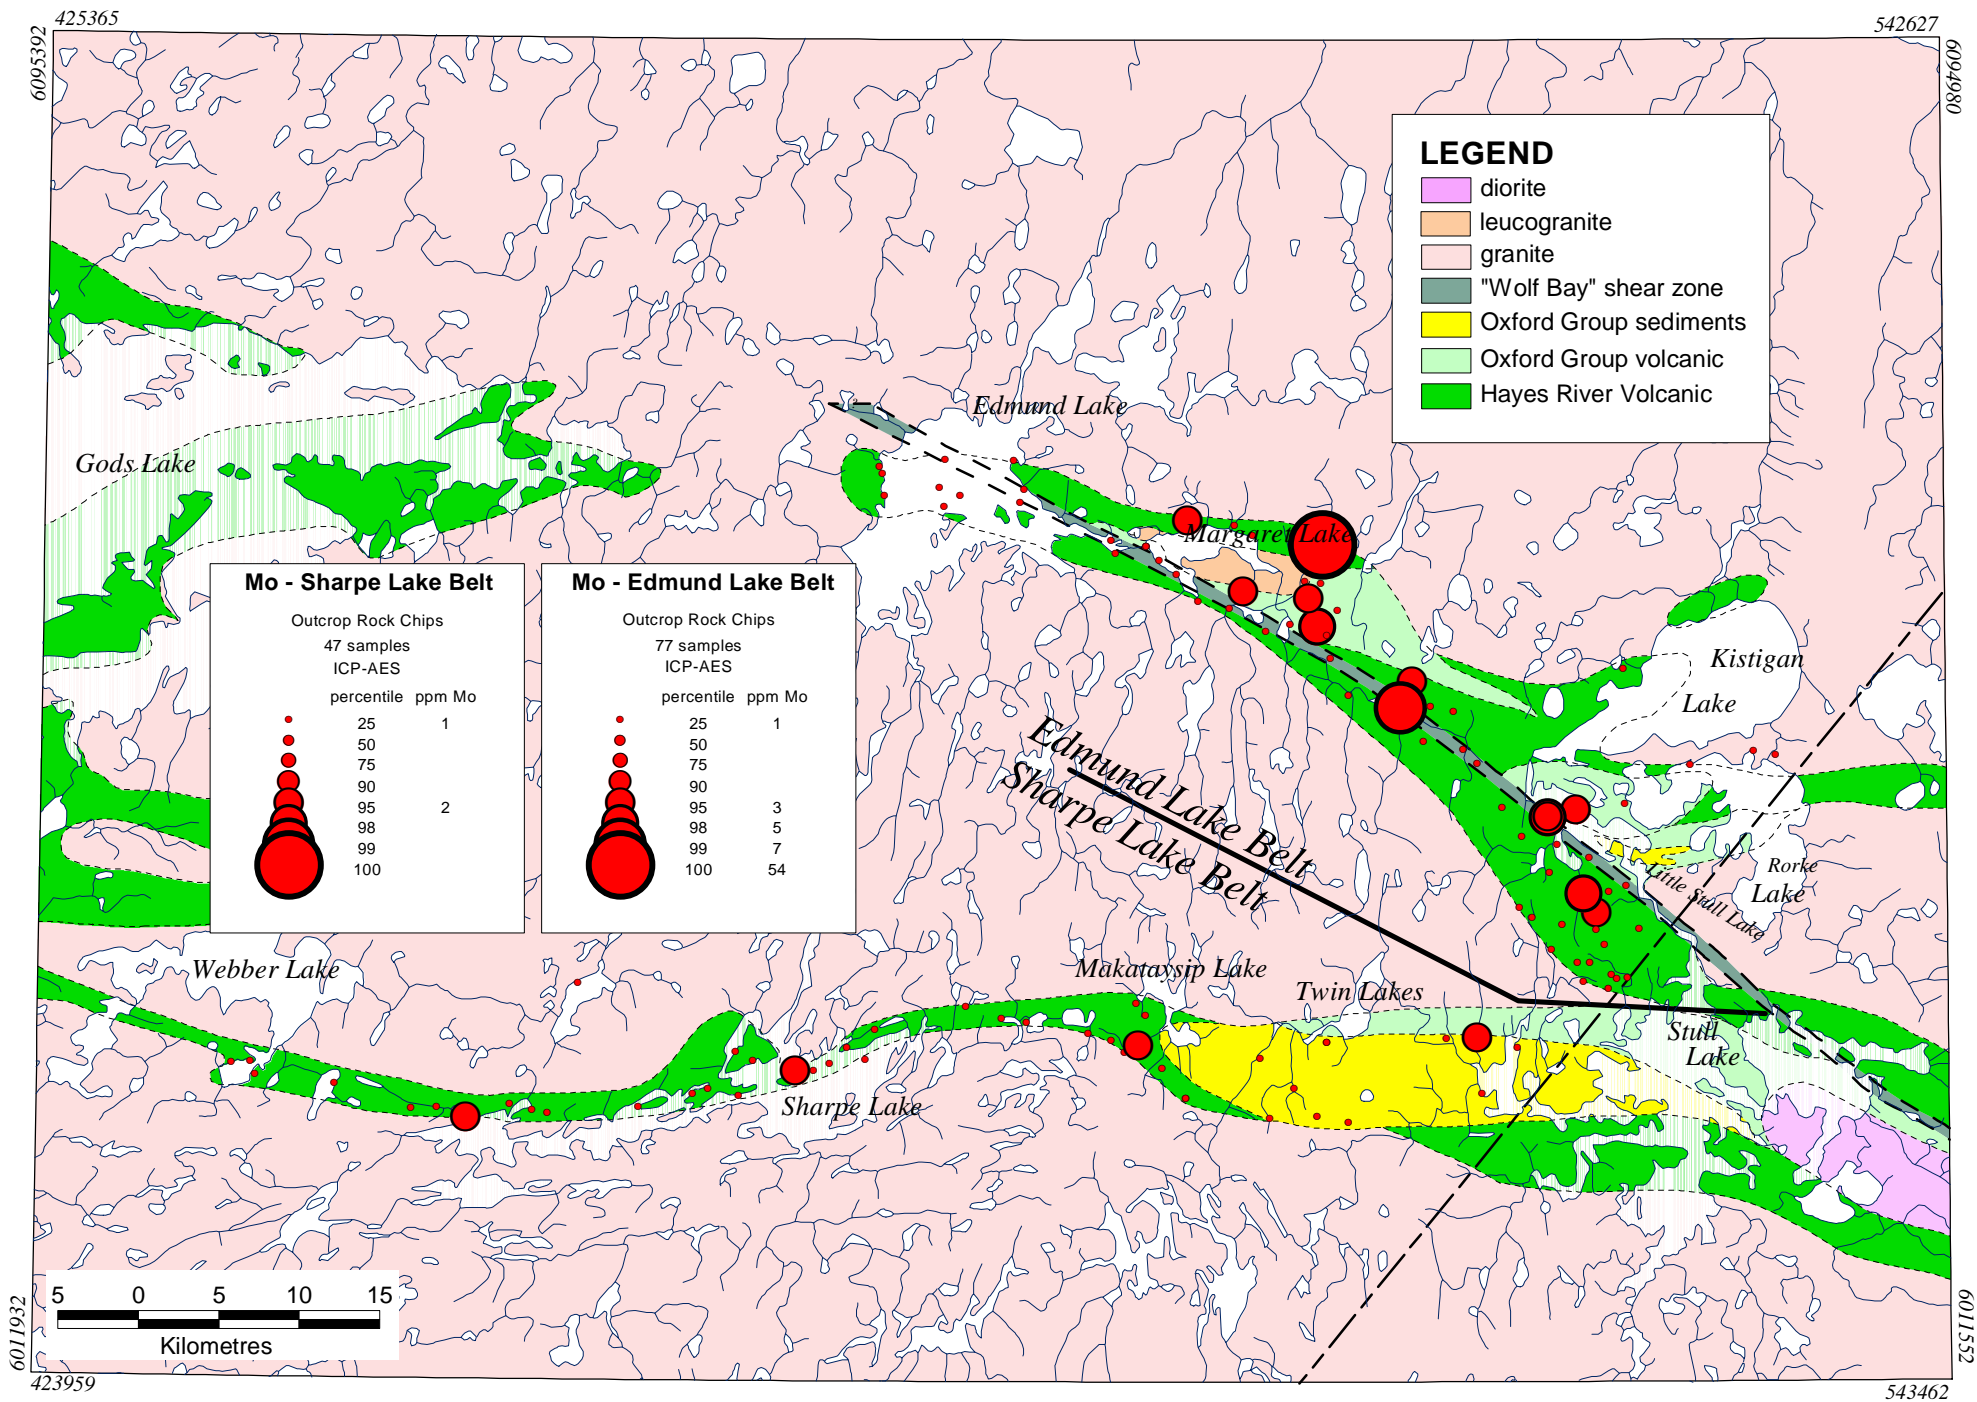 425365
542627
6095392
6094980
LEGEND
diorite
leucogranite
granite
"Wolf Bay" shear zone
Oxford Group sediments
Oxford Group volcanic
Hayes River Volcanic
Edmund Lake
Gods Lake
Margaret Lake
Mo - Sharpe Lake Belt
Outcrop Rock Chips
47 samples
ICP-AES
percentile ppm Mo
25 1
50
75
90
95 2
98
99
100
Mo - Edmund Lake Belt
Outcrop Rock Chips
77 samples
ICP-AES
percentile ppm Mo
25 1
50
75
90
95 3
98 5
99 7
100 54
Kistigan
Lake
Edmund Lake Belt
Sharpe Lake Belt
Rorke
Lake
Little Stull Lake
Webber Lake
Makataysip Lake
Twin Lakes
Stull
Lake
Sharpe Lake
5 0 5 10 15
Kilometres
6011932
423959
6011552
543462